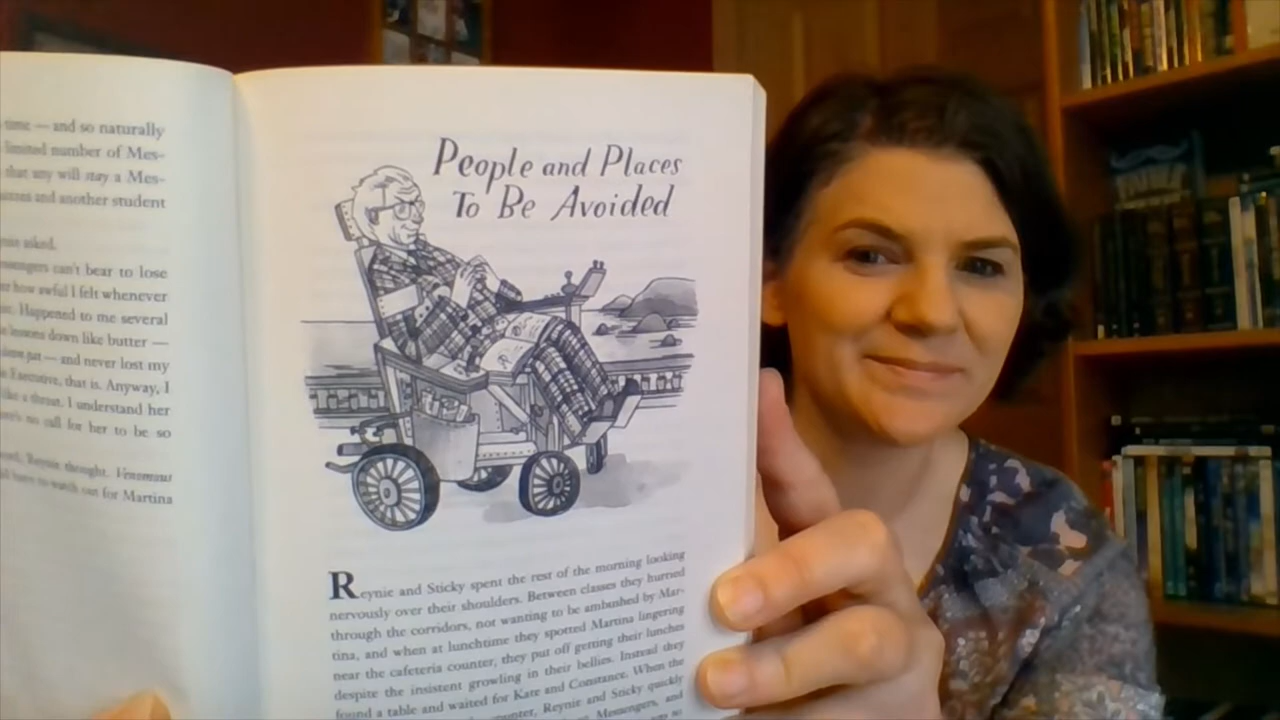 time — and so naturally
limited number of Mes-
that any will stay a Mes-
and another student
asked.
can't bear to lose
how awful I felt whenever
Happened to me several
lessons down like butter —
— and never lost my
Executive, that is. Anyway, I
like a threat. I understand her
no call for her to be so
Reynie thought. Venomous
to watch out for Martina
People and Places
To Be Avoided
Reynie and Sticky spent the rest of the morning looking
nervously over their shoulders. Between classes they hurried
through the corridors, not wanting to be ambushed by Mar-
tina, and when at lunchtime they spotted Martina lingering
near the cafeteria counter, they put off getting their lunches
despite the insistent growling in their bellies. Instead they
found a table and waited for Kate and Constance. When the
Reynie and Sticky quickly
Messengers, and